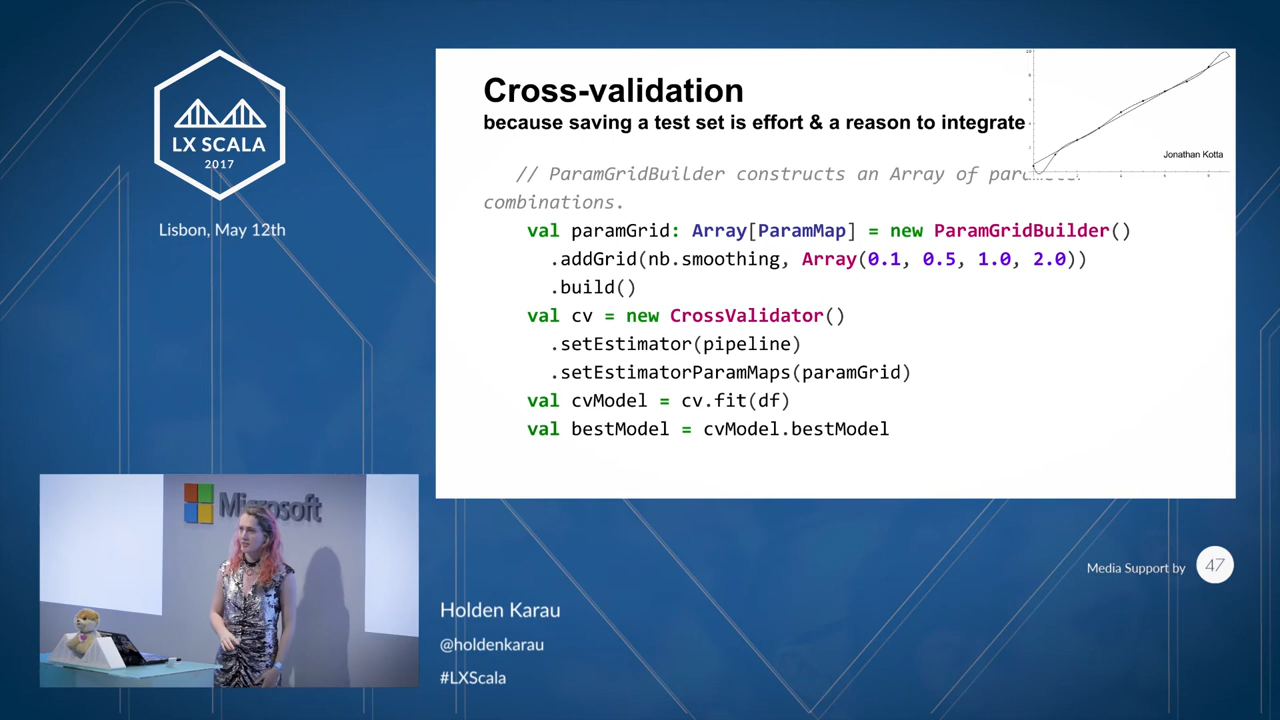 LX SCALA
2017
Lisbon, May 12th
Cross-validation
because saving a test set is effort & a reason to integrate
Jonathan Kotta
// ParamGridBuilder constructs an Array of parameter
combinations.
val paramGrid: Array[ParamMap] = new ParamGridBuilder()
.addGrid(nb.smoothing, Array(0.1, 0.5, 1.0, 2.0))
.build()
val cv = new CrossValidator()
.setEstimator(pipeline)
.setEstimatorParamMaps(paramGrid)
val cvModel = cv.fit(df)
val bestModel = cvModel.bestModel
Microsoft
Holden Karau
@holdenkarau
#LXScala
Media Support by
47